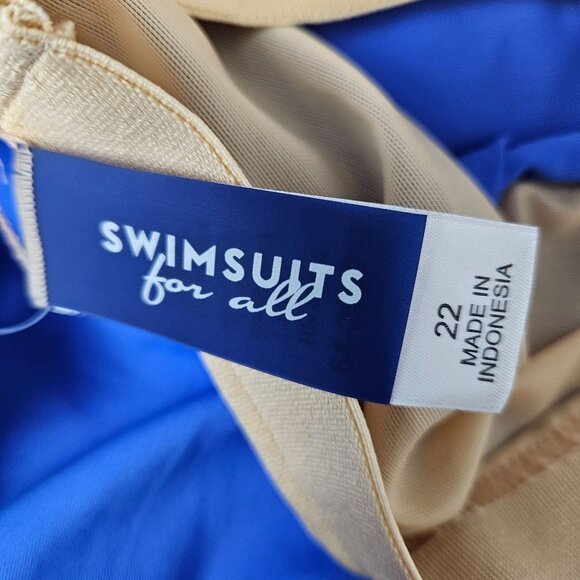 SWIMSUITS
for all
22
MADE IN
INDONESIA